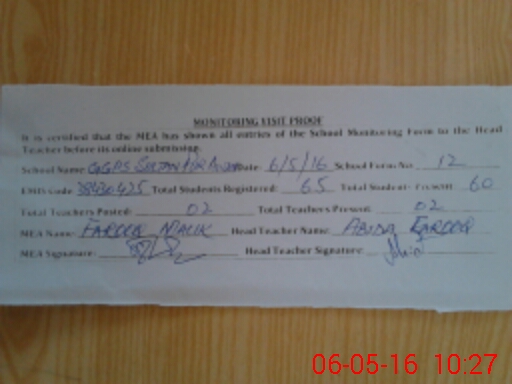 MONITORING VISIT PROOF
It is certified that the MEA has shown all entries of the School Monitoring Form to the Head
Teacher before its online submission.
School Name: GGPS Date: 6/5/16 School Form No. 12
EMIS Code 38420425 Total Students Registered: 65 Total Students Present 60
Total Teachers Posted: 02 Total Teachers Present: 02
MEA Name: FAROOQ MALIK Head Teacher Name: ABIDA FAROOQ
MEA Signature: Head Teacher Signature:
06-05-16 10:27